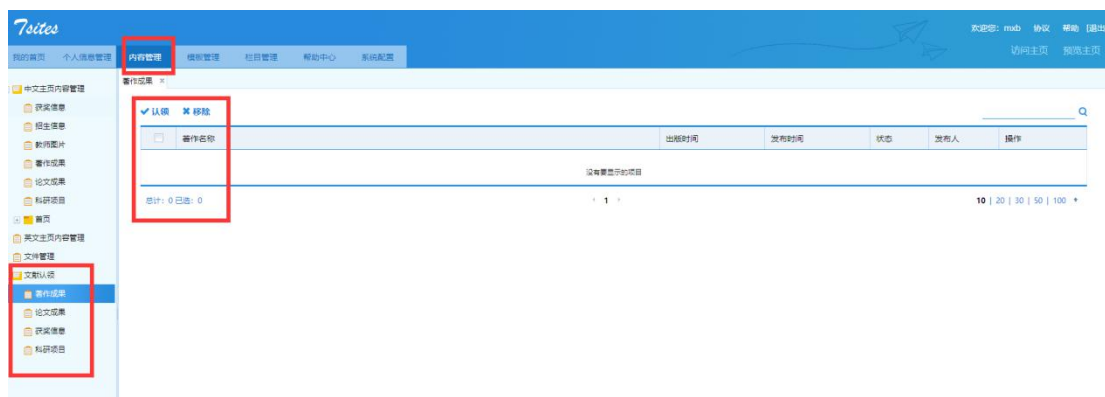 Tsites
欢迎您: mxb 协议 帮助 [退出
访问主页 预览主页
我的首页 个人信息管理 内容管理 模板管理 栏目管理 帮助中心 系统配置
著作成果 ×
中文主页内容管理
获奖信息
招生信息
教师图片
著作成果
论文成果
科研项目
首页
英文主页内容管理
文件管理
文献认领
著作成果
论文成果
获奖信息
科研项目
认领 移除
著作名称 出版时间 发布时间 状态 发布人 操作
没有要显示的项目
总计: 0 已选: 0
1
10 | 20 | 30 | 50 | 100